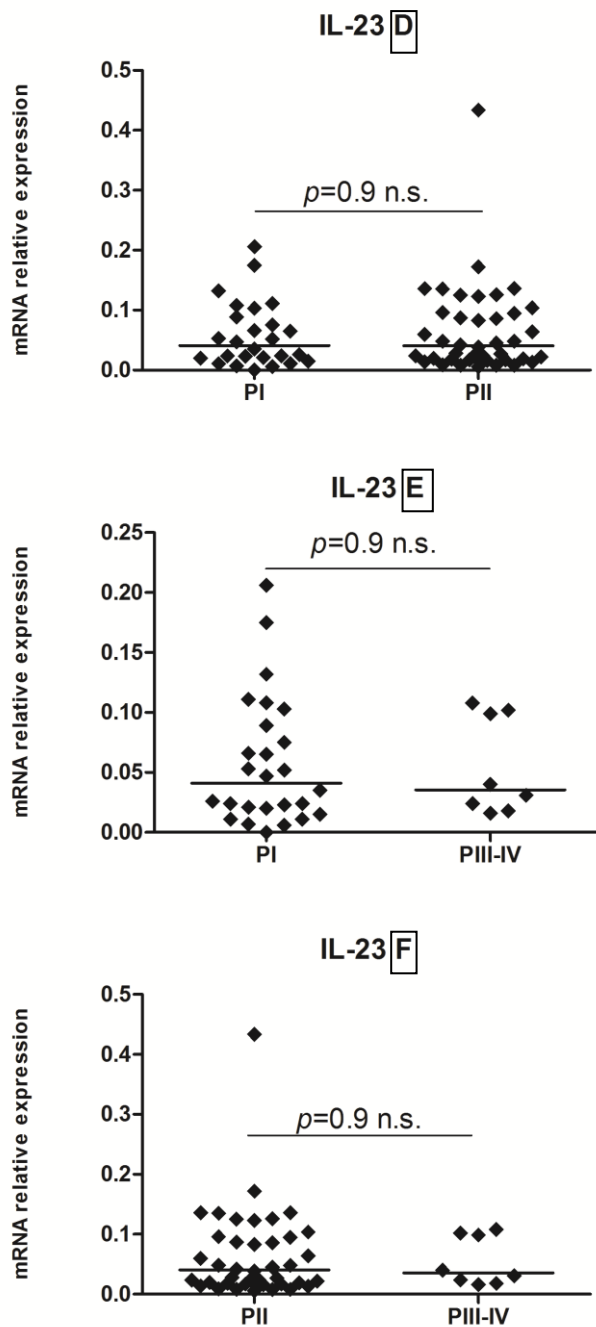 IL-23 D
mRNA relative expression
0.5
0.4
0.3
0.2
0.1
0.0
p=0.9 n.s.
PI PII
IL-23 E
mRNA relative expression
0.25
0.20
0.15
0.10
0.05
0.00
p=0.9 n.s.
PI PIII-IV
IL-23 F
mRNA relative expression
0.5
0.4
0.3
0.2
0.1
0.0
p=0.9 n.s.
PII PIII-IV